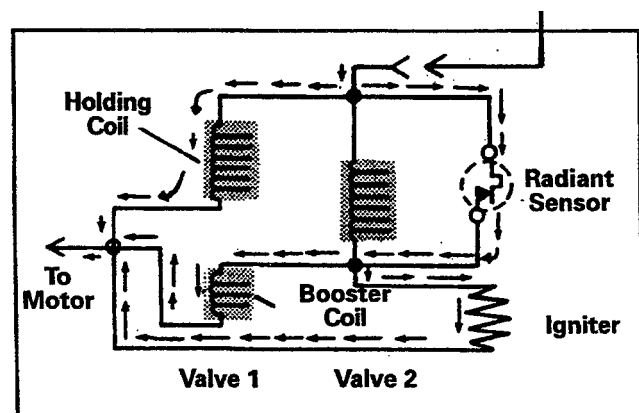 Holding
Coil
Radiant
Sensor
To
Motor
Booster
Coil
Igniter
Valve 1
Valve 2